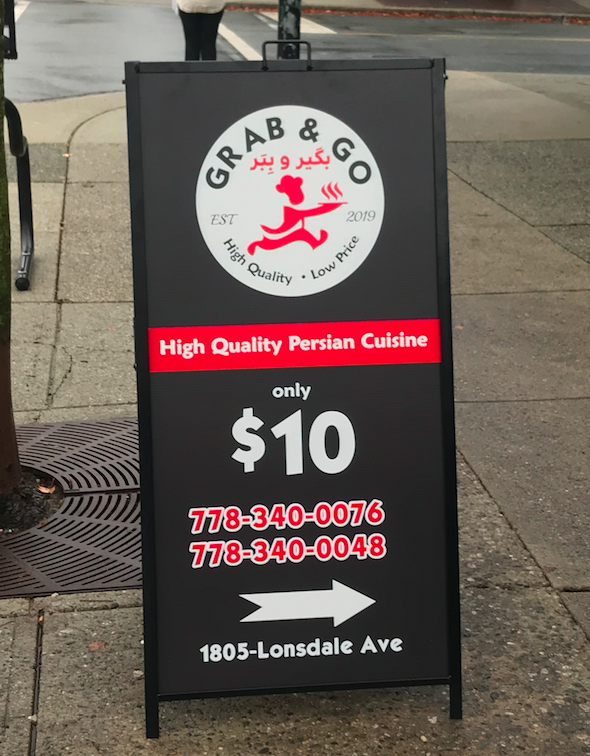 GRAB & GO
بگیر و بِبَر
EST 2019
High Quality • Low Price
High Quality Persian Cuisine
only
$10
778-340-0076
778-340-0048
1805-Lonsdale Ave